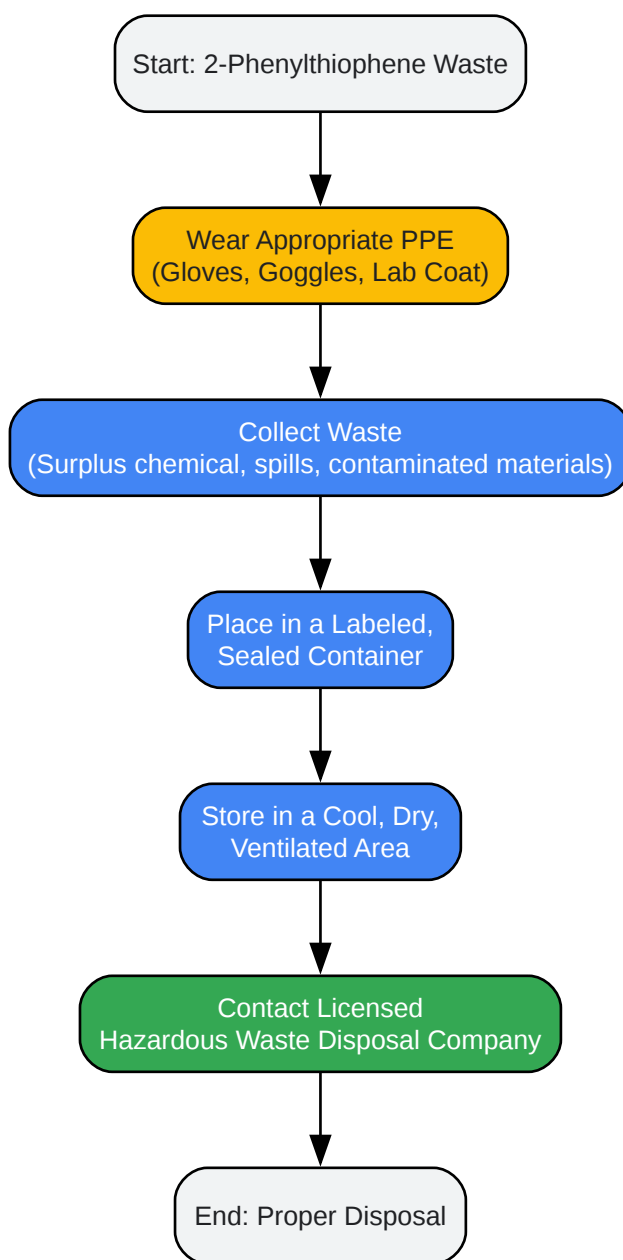 Start: 2-Phenylthiophene Waste
Wear Appropriate PPE
(Gloves, Goggles, Lab Coat)
Collect Waste
(Surplus chemical, spills, contaminated materials)
Place in a Labeled,
Sealed Container
Store in a Cool, Dry,
Ventilated Area
Contact Licensed
Hazardous Waste Disposal Company
End: Proper Disposal